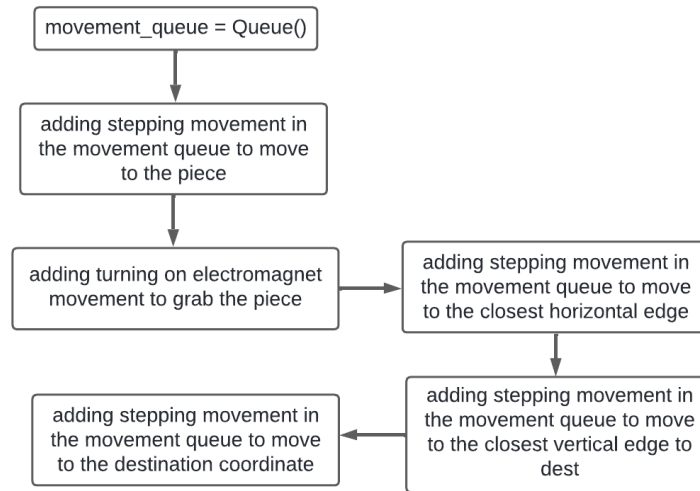 movement_queue = Queue()
adding stepping movement in
the movement queue to move
to the piece
adding turning on electromagnet
movement to grab the piece
adding stepping movement in
the movement queue to move
to the closest horizontal edge
adding stepping movement in
the movement queue to move
to the closest vertical edge to
dest
adding stepping movement in
the movement queue to move
to the destination coordinate